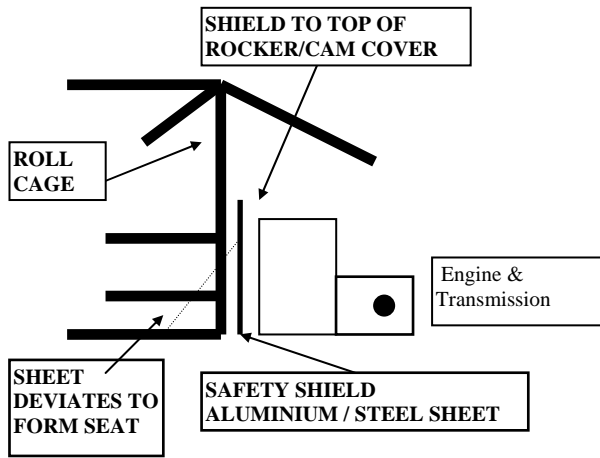 SHIELD TO TOP OF
ROCKER/CAM COVER
ROLL
CAGE
Engine &
Transmission
SHEET
DEVIATES TO
FORM SEAT
SAFETY SHIELD
ALUMINIUM / STEEL SHEET